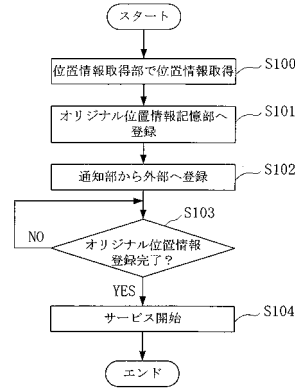 スタート
位置情報取得部で位置情報取得
S100
オリジナル位置情報記憶部へ
登録
S101
通知部から外部へ登録
S102
S103
オリジナル位置情報
登録完了？
NO
YES
サービス開始
S104
エンド